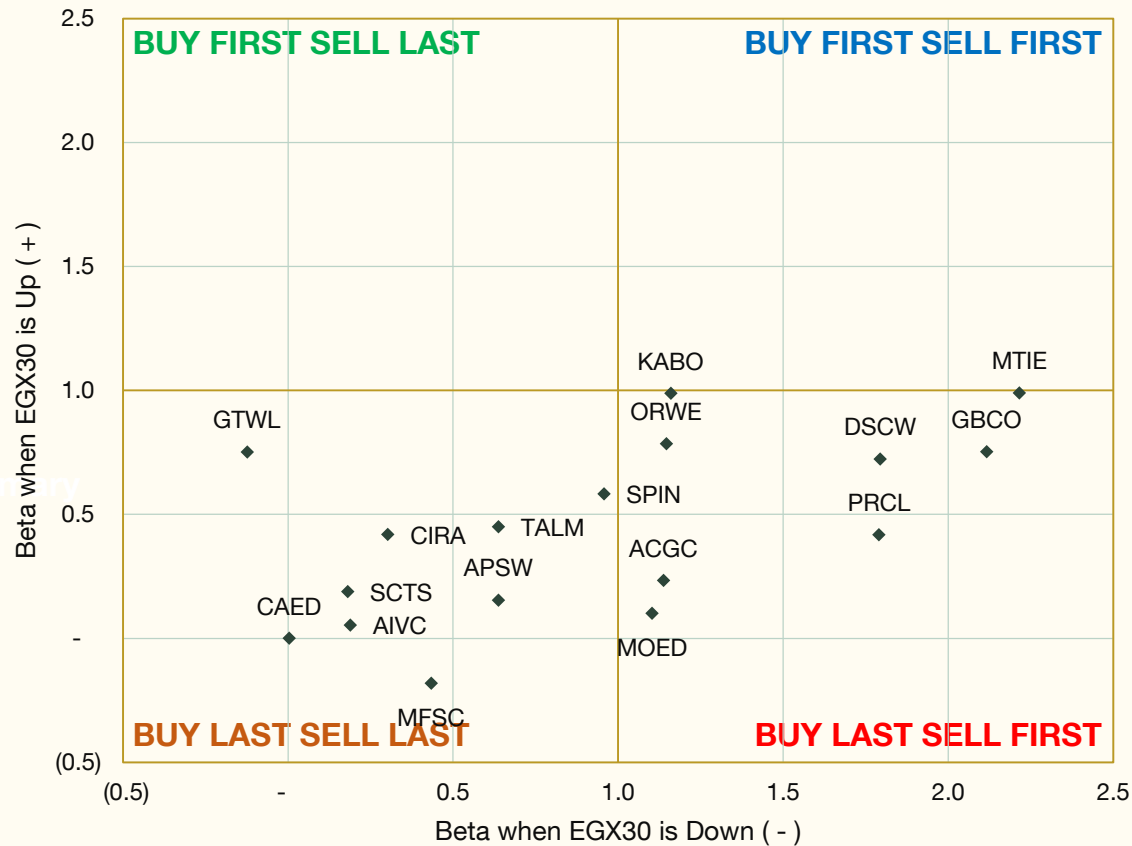 2.5
BUY FIRST SELL LAST
BUY FIRST SELL FIRST
2.0
1.5
Beta when EGX30 is Up ( + )
KABO
MTIE
1.0
ORWE
GTWL
DSCW
GBCO
SPIN
PRCL
0.5
CIRA
TALM
ACGC
APSW
SCTS
CAED
AIVC
-
MOED
MFSC
BUY LAST SELL LAST
BUY LAST SELL FIRST
(0.5)
(0.5)
-
0.5
1.0
1.5
2.0
2.5
Beta when EGX30 is Down ( - )